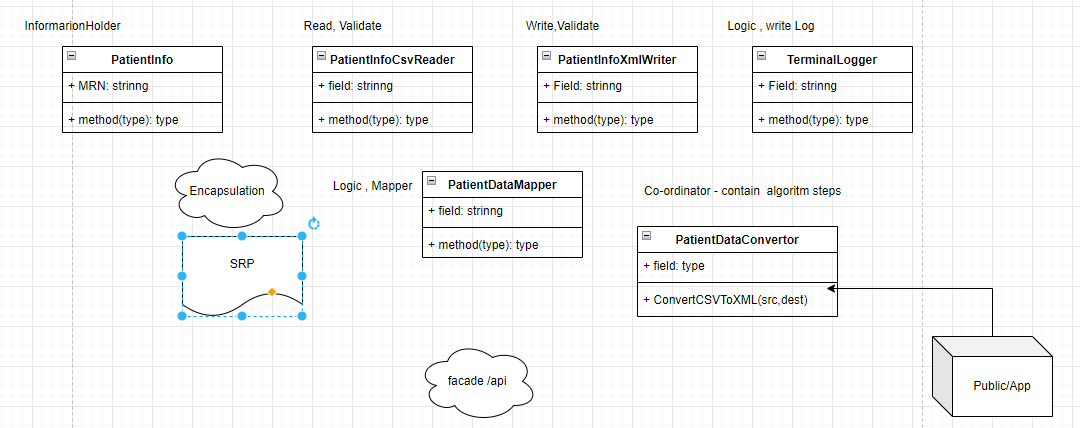 InformarionHolder
Read, Validate
Write,Validate
Logic , write Log
PatientInfo
+ MRN: strinng
+ method(type): type
PatientInfoCsvReader
+ field: strinng
+ method(type): type
PatientInfoXmlWriter
+ Field: strinng
+ method(type): type
TerminalLogger
+ Field: strinng
+ method(type): type
Encapsulation
SRP
Logic , Mapper
PatientDataMapper
+ field: strinng
+ method(type): type
Co-ordinator - contain algoritm steps
PatientDataConvertor
+ field: type
+ ConvertCSVToXML(src,dest)
facade /api
Public/App